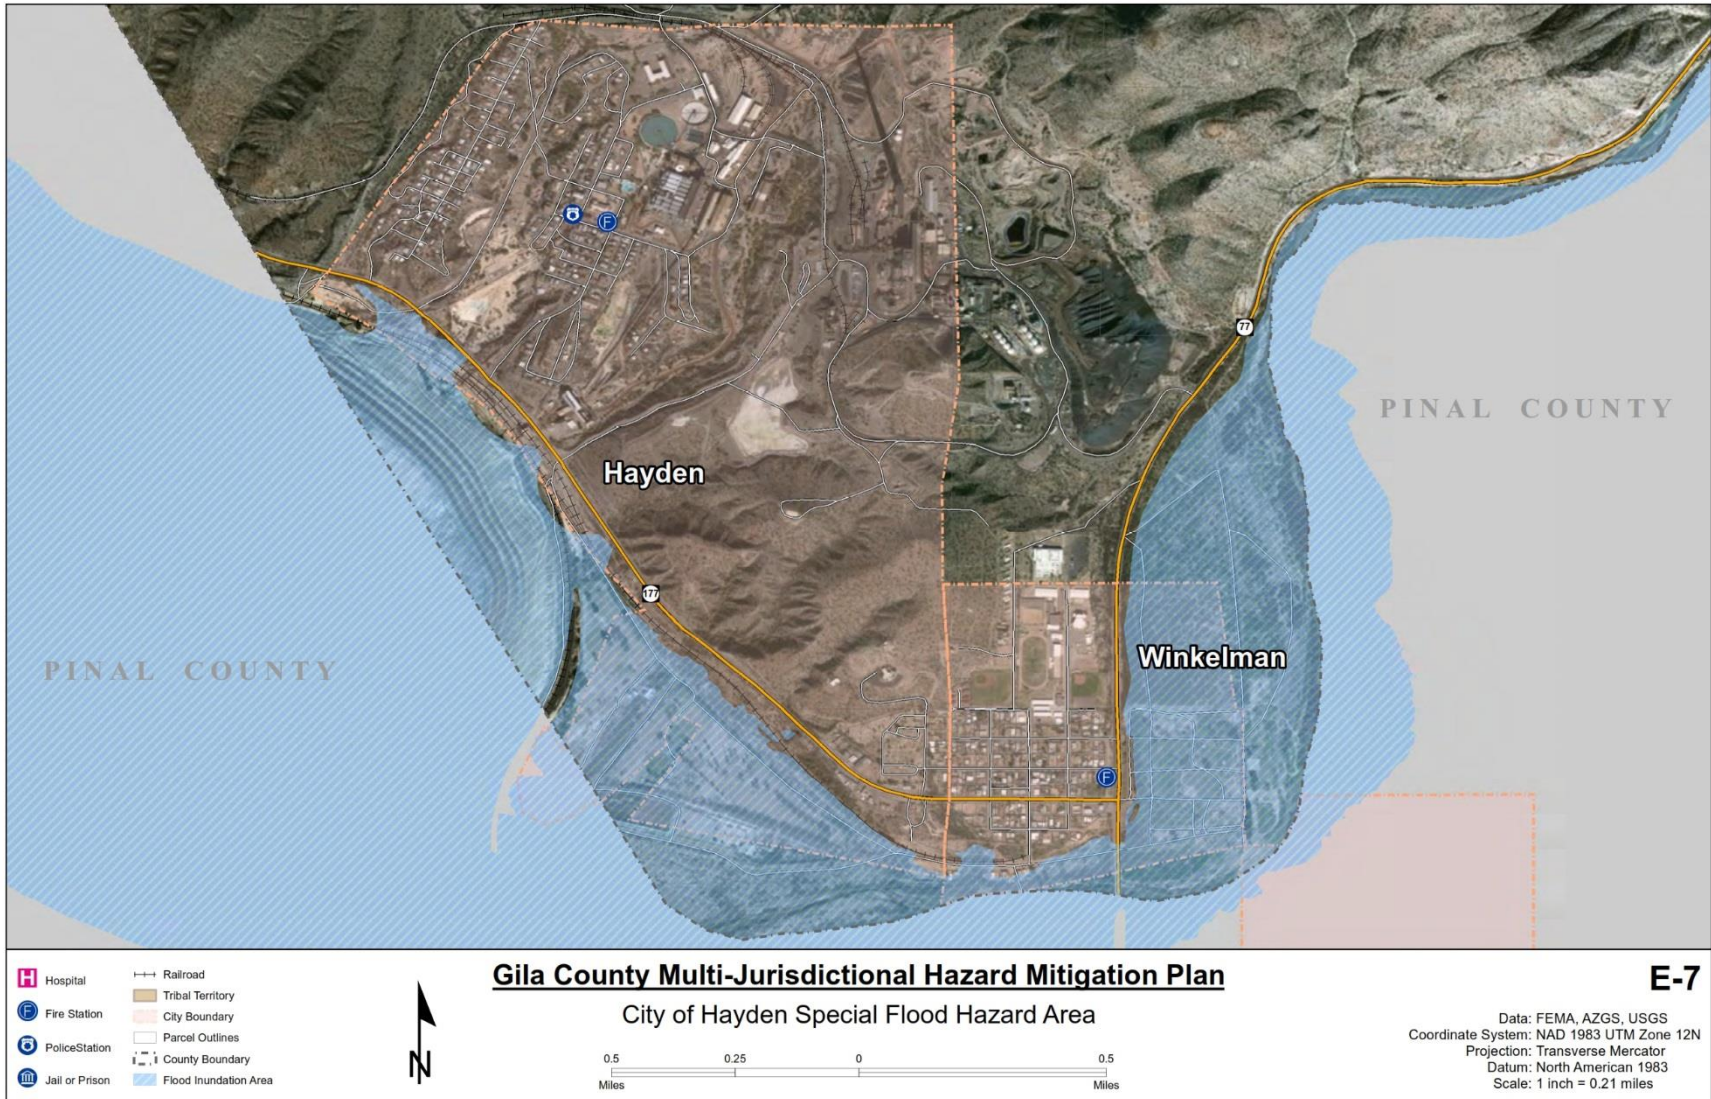 F
F
77
PINAL COUNTY
Hayden
177
PINAL COUNTY
Winkelman
F
H Hospital
F Fire Station
PoliceStation
Jail or Prison
Railroad
Tribal Territory
City Boundary
Parcel Outlines
County Boundary
Flood Inundation Area
N
Gila County Multi-Jurisdictional Hazard Mitigation Plan
City of Hayden Special Flood Hazard Area
0.5 0.25 0 0.5
Miles Miles
E-7
Data: FEMA, AZGS, USGS
Coordinate System: NAD 1983 UTM Zone 12N
Projection: Transverse Mercator
Datum: North American 1983
Scale: 1 inch = 0.21 miles